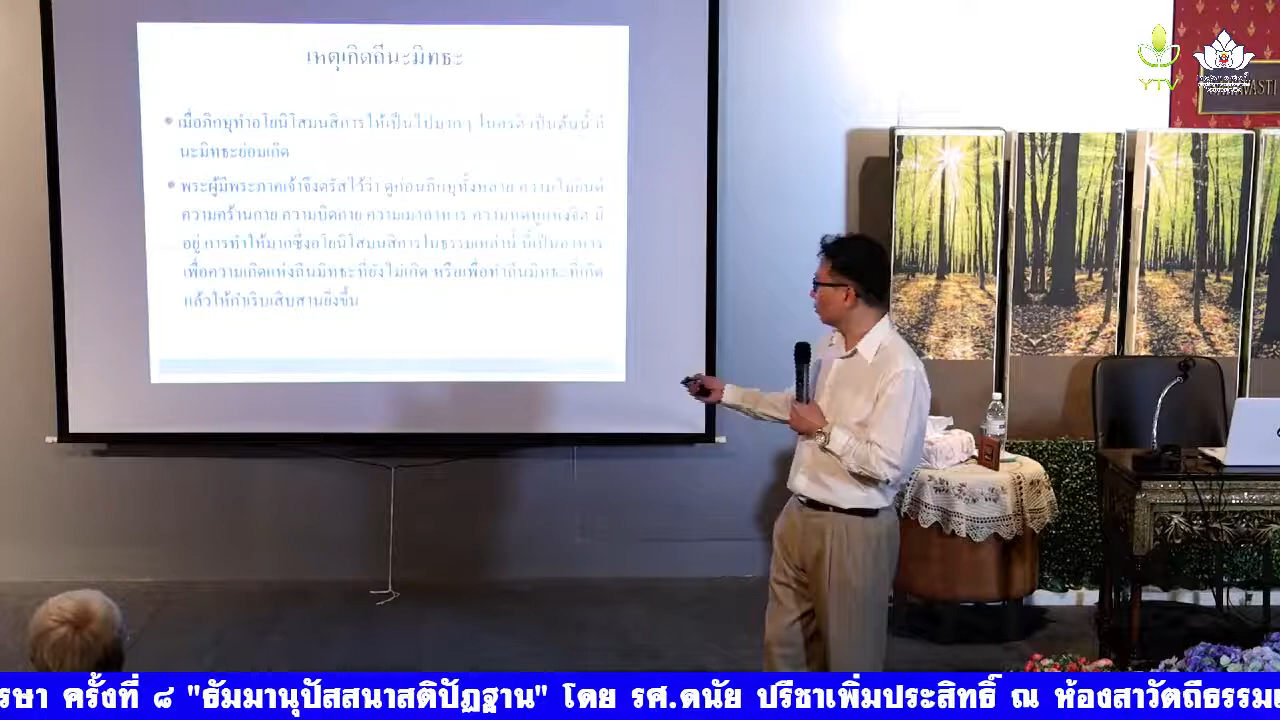 เหตุเกิดถีนะมิทธะ
เมื่อภิกษุทำอโยนิโสมนสิการให้เป็นไปมาก ๆ ในอรติ เป็นต้นนี้ ถี
นะมิทธะย่อมเกิด
พระผู้มีพระภาคเจ้าจึงตรัสไว้ว่า ดูก่อนภิกษุทั้งหลาย ความไม่ยินดี
ความคร้านกาย ความบิดกาย ความเมาอาหาร ความหดหู่แห่งจิต มี
อยู่ การทำให้มากซึ่งอโยนิโสมนสิการในธรรมเหล่านี้ นี้เป็นอาหาร
เพื่อความเกิดแห่งถีนมิทธะที่ยังไม่เกิด หรือเพื่อทำถีนมิทธะที่เกิด
แล้วให้กำเริบเสิบสานยิ่งขึ้น
YTV
VASTI
รษา ครั้งที่ ๘ "ธัมมานุปัสสนาสติปัฏฐาน" โดย รศ.ดนัย ปรีชาเพิ่มประสิทธิ์ ณ ห้องสาวัตถีธรรม